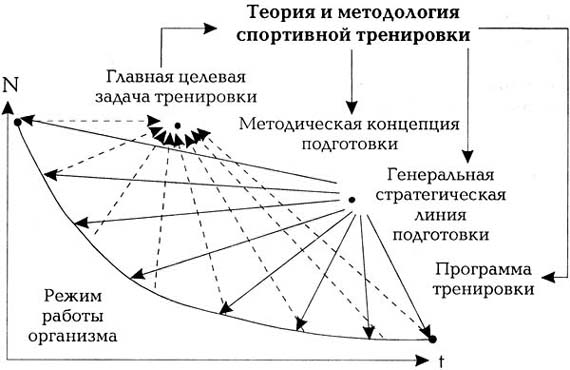 Теория и методология
спортивной тренировки
N
Главная целевая
задача тренировки
Методическая концепция
подготовки
Генеральная
стратегическая
линия
подготовки
Программа
тренировки
Режим
работы
организма
t